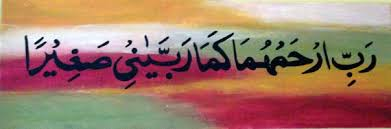 رَبِّ ارْحَمْهُمَا كَمَا رَبَّيَانِي صَغِيرًا